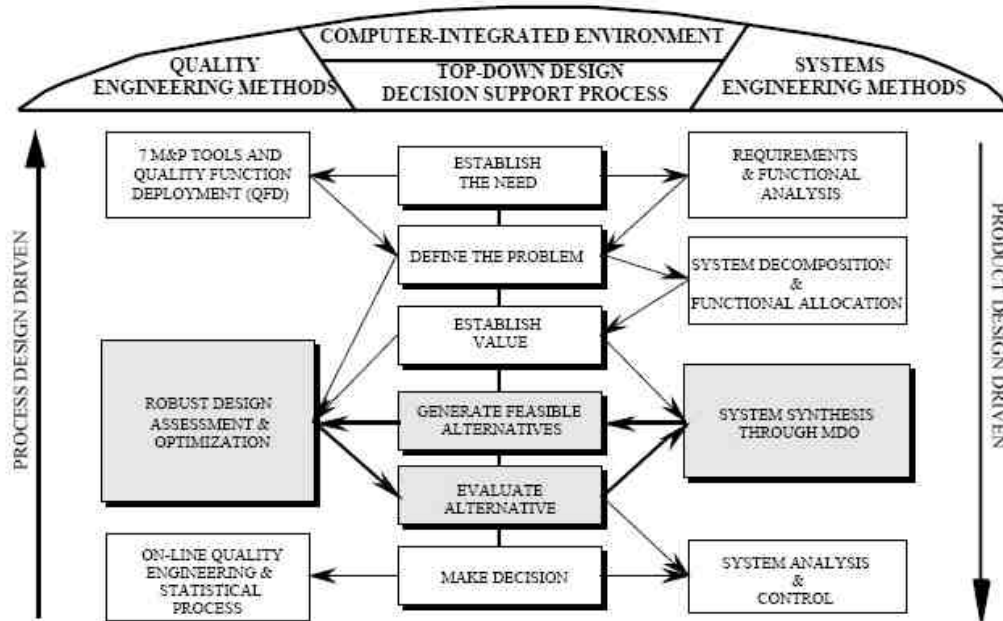 COMPUTER-INTEGRATED ENVIRONMENT
QUALITY
ENGINEERING METHODS
TOP-DOWN DESIGN
DECISION SUPPORT PROCESS
SYSTEMS
ENGINEERING METHODS
PROCESS DESIGN DRIVEN
7 M&P TOOLS AND
QUALITY FUNCTION
DEPLOYMENT (QFD)
ESTABLISH
THE NEED
REQUIREMENTS
& FUNCTIONAL
ANALYSIS
DEFINE THE PROBLEM
SYSTEM DECOMPOSITION
&
FUNCTIONAL ALLOCATION
ESTABLISH
VALUE
ROBUST DESIGN
ASSESSMENT &
OPTIMIZATION
GENERATE FEASIBLE
ALTERNATIVES
SYSTEM SYNTHESIS
THROUGH MDO
EVALUATE
ALTERNATIVE
ON-LINE QUALITY
ENGINEERING &
STATISTICAL
PROCESS
MAKE DECISION
SYSTEM ANALYSIS
&
CONTROL
PRODUCT DESIGN DRIVEN